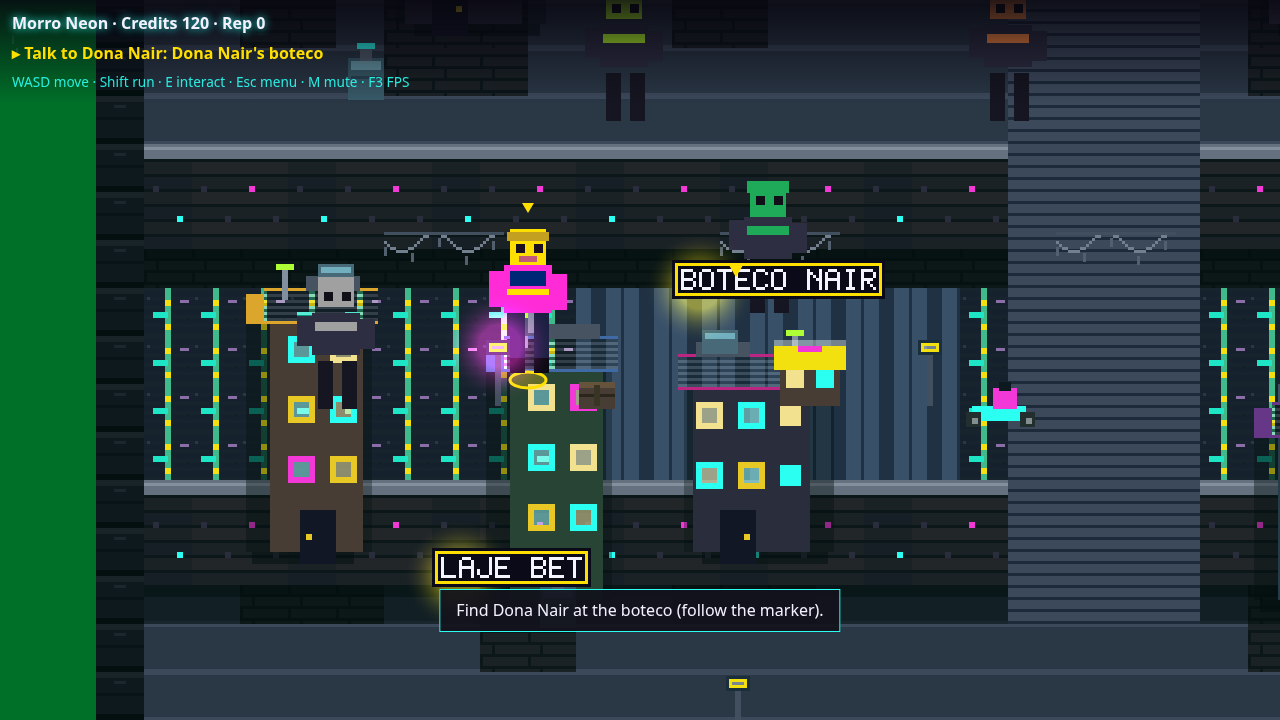 Morro Neon · Credits 120 · Rep 0
▸ Talk to Dona Nair: Dona Nair's boteco
WASD move · Shift run · E interact · Esc menu · M mute · F3 FPS
BOTECO NAIR
LAJE BET
Find Dona Nair at the boteco (follow the marker).